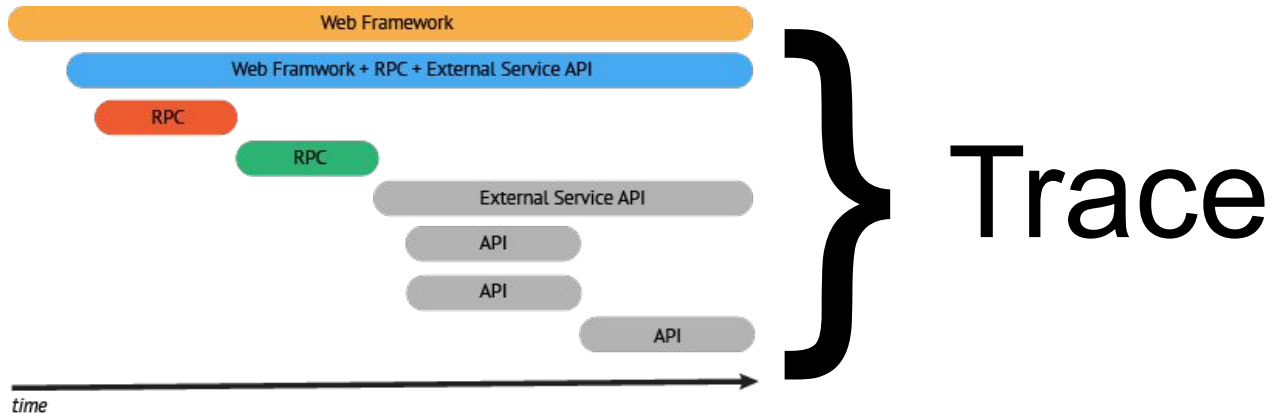 Web Framework
Web Framwork + RPC + External Service API
RPC
RPC
External Service API
API
API
API
time
} Trace